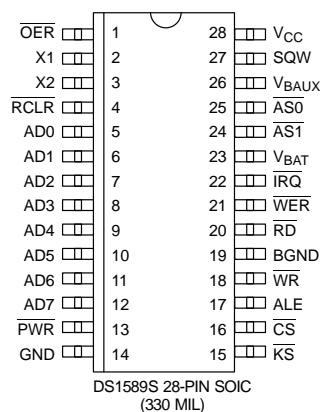 OER 1 28 VCC
X1 2 27 SQW
X2 3 26 VBAUX
RCLR 4 25 AS0
AD0 5 24 AS1
AD1 6 23 VBAT
AD2 7 22 IRQ
AD3 8 21 WER
AD4 9 20 RD
AD5 10 19 BGND
AD6 11 18 WR
AD7 12 17 ALE
PWR 13 16 CS
GND 14 15 KS
DS1589S 28-PIN SOIC
(330 MIL)